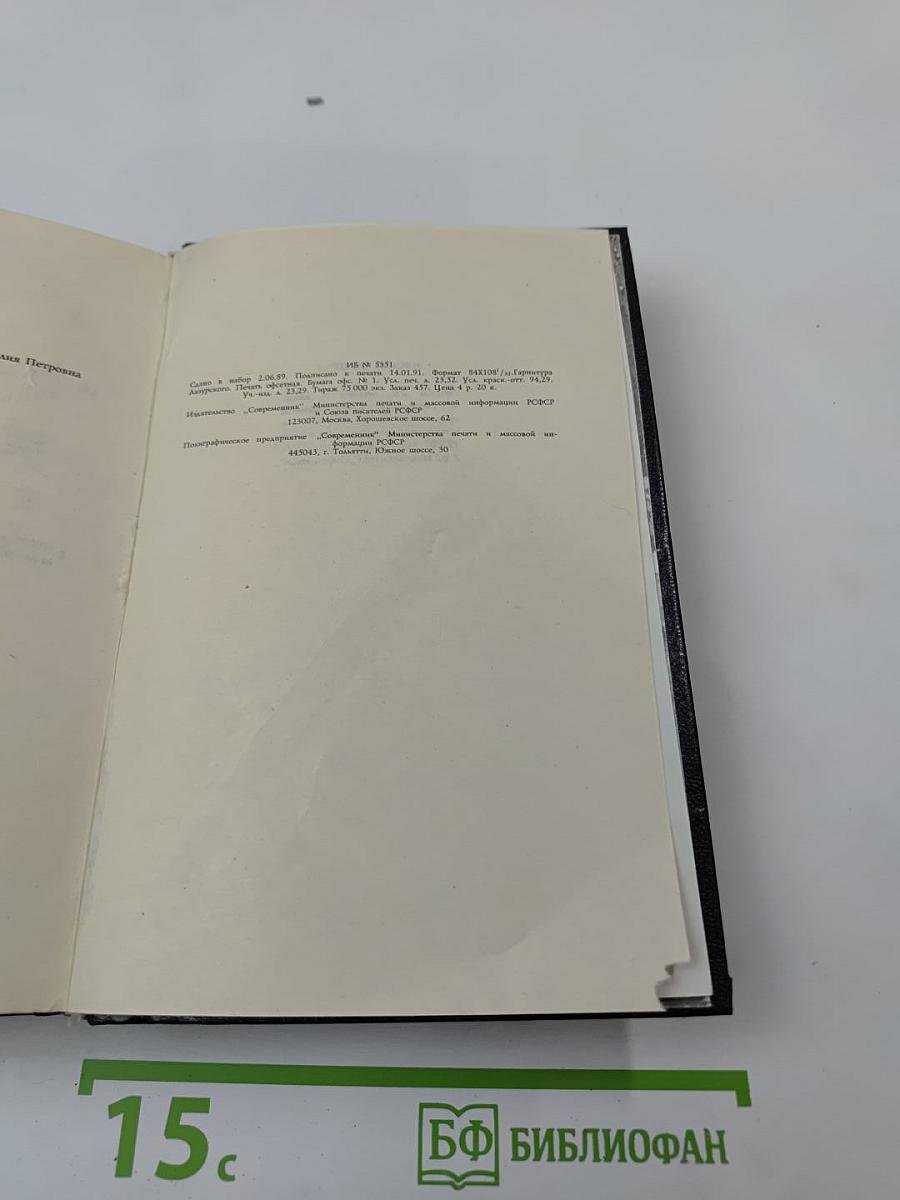 лия Петровна
ИБ № 5351
Сдано в набор 2.06.89. Подписано к печати 14.01.91. Формат 84Х108¹/₃₂.Гарнитура
Лазурского. Печать офсетная. Бумага офс. № 1. Усл. печ. л. 23,52. Усл. краск.-отт. 94,29.
Уч.-изд. л. 23,29. Тираж 75 000 экз. Заказ 457. Цена 4 р. 20 к.
Издательство „Современник“ Министерства печати и массовой информации РСФСР
и Союза писателей РСФСР
123007, Москва, Хорошевское шоссе, 62
Полиграфическое предприятие „Современник“ Министерства печати и массовой ин-
формации РСФСР
445043, г. Тольятти, Южное шоссе, 30
15 с
БФ БИБЛИОФАН